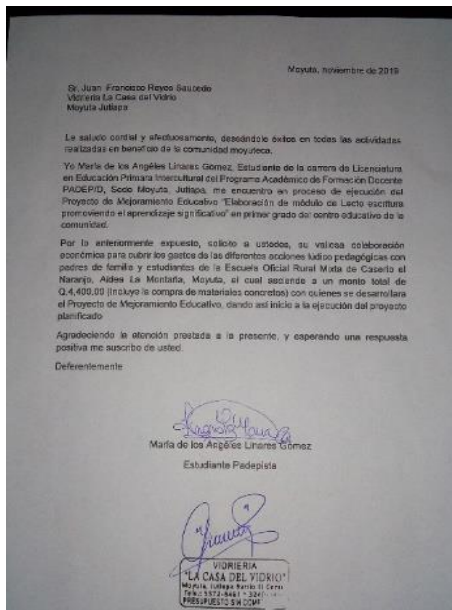 Moyuta, noviembre de 2019
Sr. Juan Francisco Reyes Saucedo
Vidrieria La Casa del Vidrio
Moyuta Jutiapa
Le saludo cordial y afectuosamente, deseándole éxitos en todas las actividades
realizadas en beneficio de la comunidad moyuteca.
Yo María de los Angéles Linares Gómez, Estudiante de la carrera de Licenciatura
en Educación Primaria Intercultural del Programa Académico de Formación Docente
PADEP/D, Sede Moyuta, Jutiapa, me encuentro en proceso de ejecución del
Proyecto de Mejoramiento Educativo "Elaboración de módulo de Lecto escritura
promoviendo el aprendizaje significativo" en primer grado del centro educativo de la
comunidad.
Por lo anteriormente expuesto, solicito a ustedes, su valiosa colaboración
económica para cubrir los gastos de las diferentes acciones lúdico pedagógicas con
padres de familia y estudiantes de la Escuela Oficial Rural Mixta de Caserío el
Naranjo, Aldea La Montaña, Moyuta, el cual asciende a un monto total de
Q.4,400.00 (Incluye la compra de materiales concretos) con quienes se desarrollara
el Proyecto de Mejoramiento Educativo, dando así inicio a la ejecución del proyecto
planificado
Agradeciendo la atención prestada a la presente, y esperando una respuesta
positiva me suscribo de usted.
Deferentemente
María de los Angéles Linares Gómez
Estudiante Padepista
VIDRIERIA
"LA CASA DEL VIDRIO"
Moyuta, Jutiapa Barrio El
PRESUPUESTO SIN